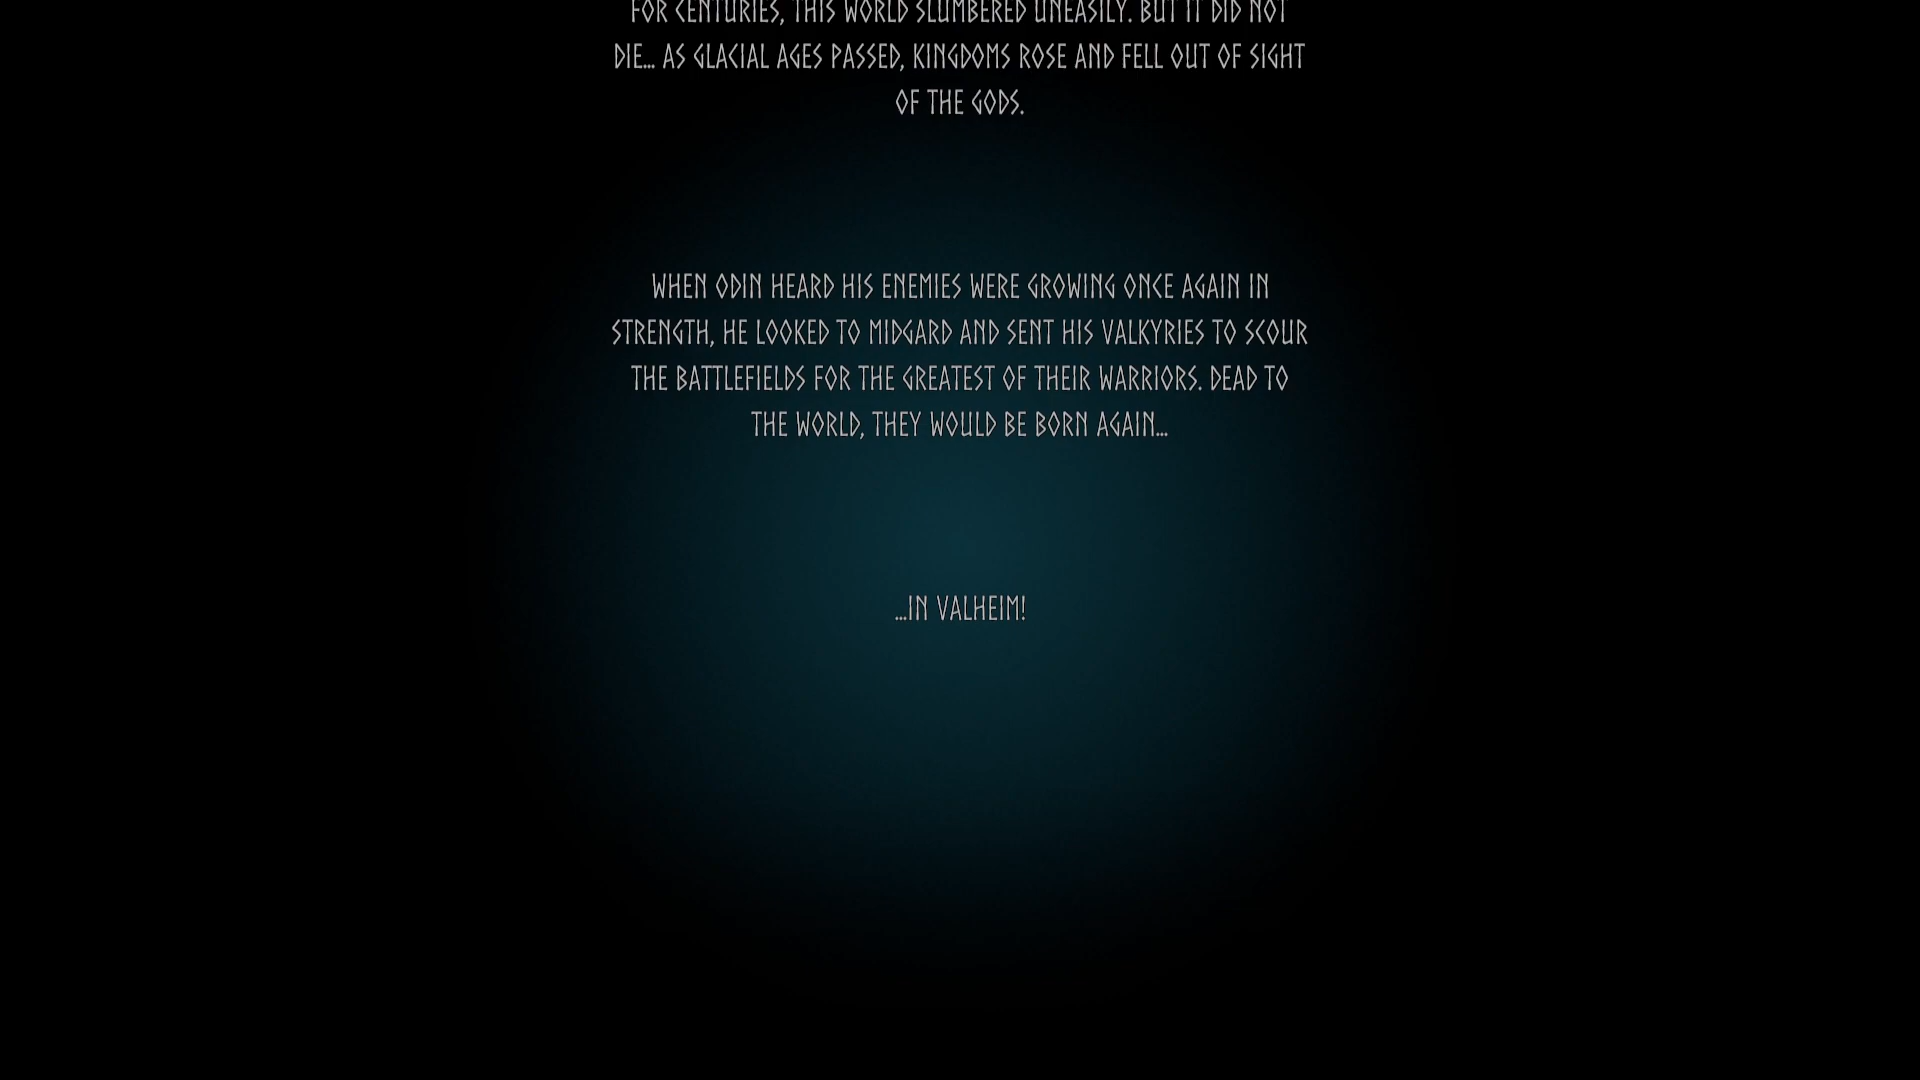 FOR CENTURIES, THIS WORLD SLUMBERED UNEASILY. BUT IT DID NOT
DIE... AS GLACIAL AGES PASSED, KINGDOMS ROSE AND FELL OUT OF SIGHT
OF THE GODS.
WHEN ODIN HEARD HIS ENEMIES WERE GROWING ONCE AGAIN IN
STRENGTH, HE LOOKED TO MIDGARD AND SENT HIS VALKYRIES TO SCOUR
THE BATTLEFIELDS FOR THE GREATEST OF THEIR WARRIORS. DEAD TO
THE WORLD, THEY WOULD BE BORN AGAIN...
...IN VALHEIM!